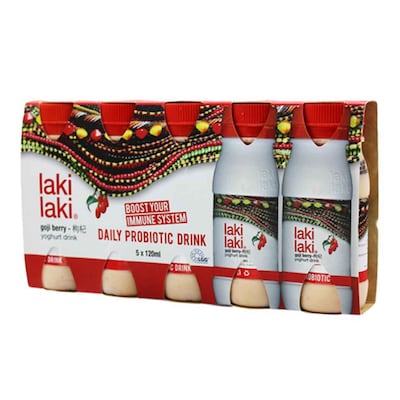 laki
laki®
goji berry - 枸杞
yoghurt drink
BOOST YOUR
IMMUNE SYSTEM
DAILY PROBIOTIC DRINK
5 x 120ml
DRINK
C DRINK
laki
laki®
goji berry - 枸杞
yoghurt drink
laki
laki®
goji berry - 枸杞
yoghurt drink
OBIOTIC